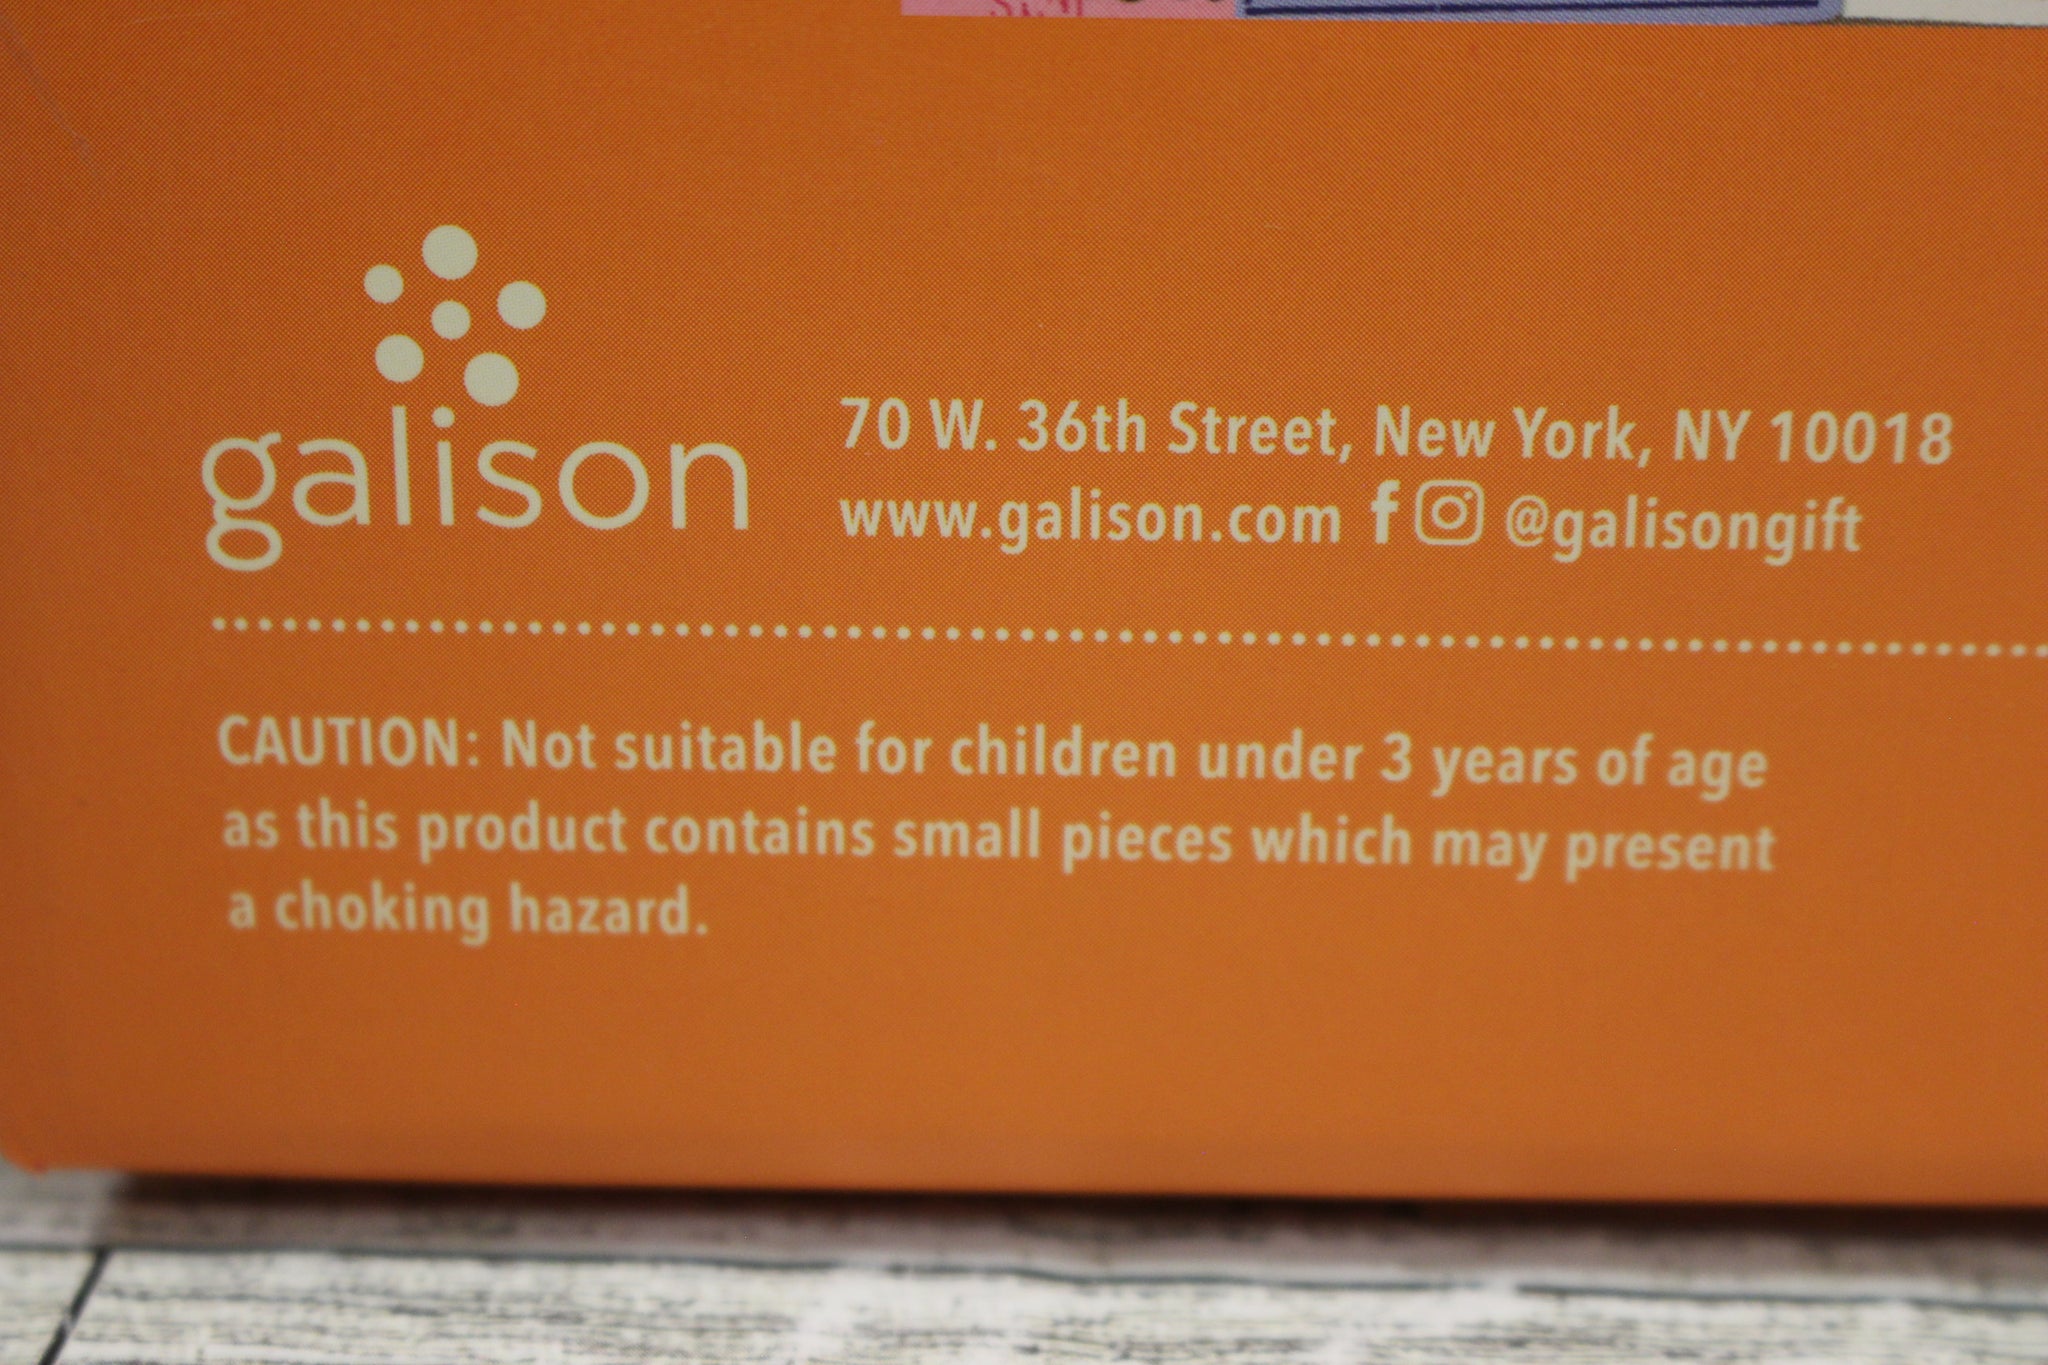 galison
70 W. 36th Street, New York, NY 10018
www.galison.com f @galisongift
CAUTION: Not suitable for children under 3 years of age
as this product contains small pieces which may present
a choking hazard.